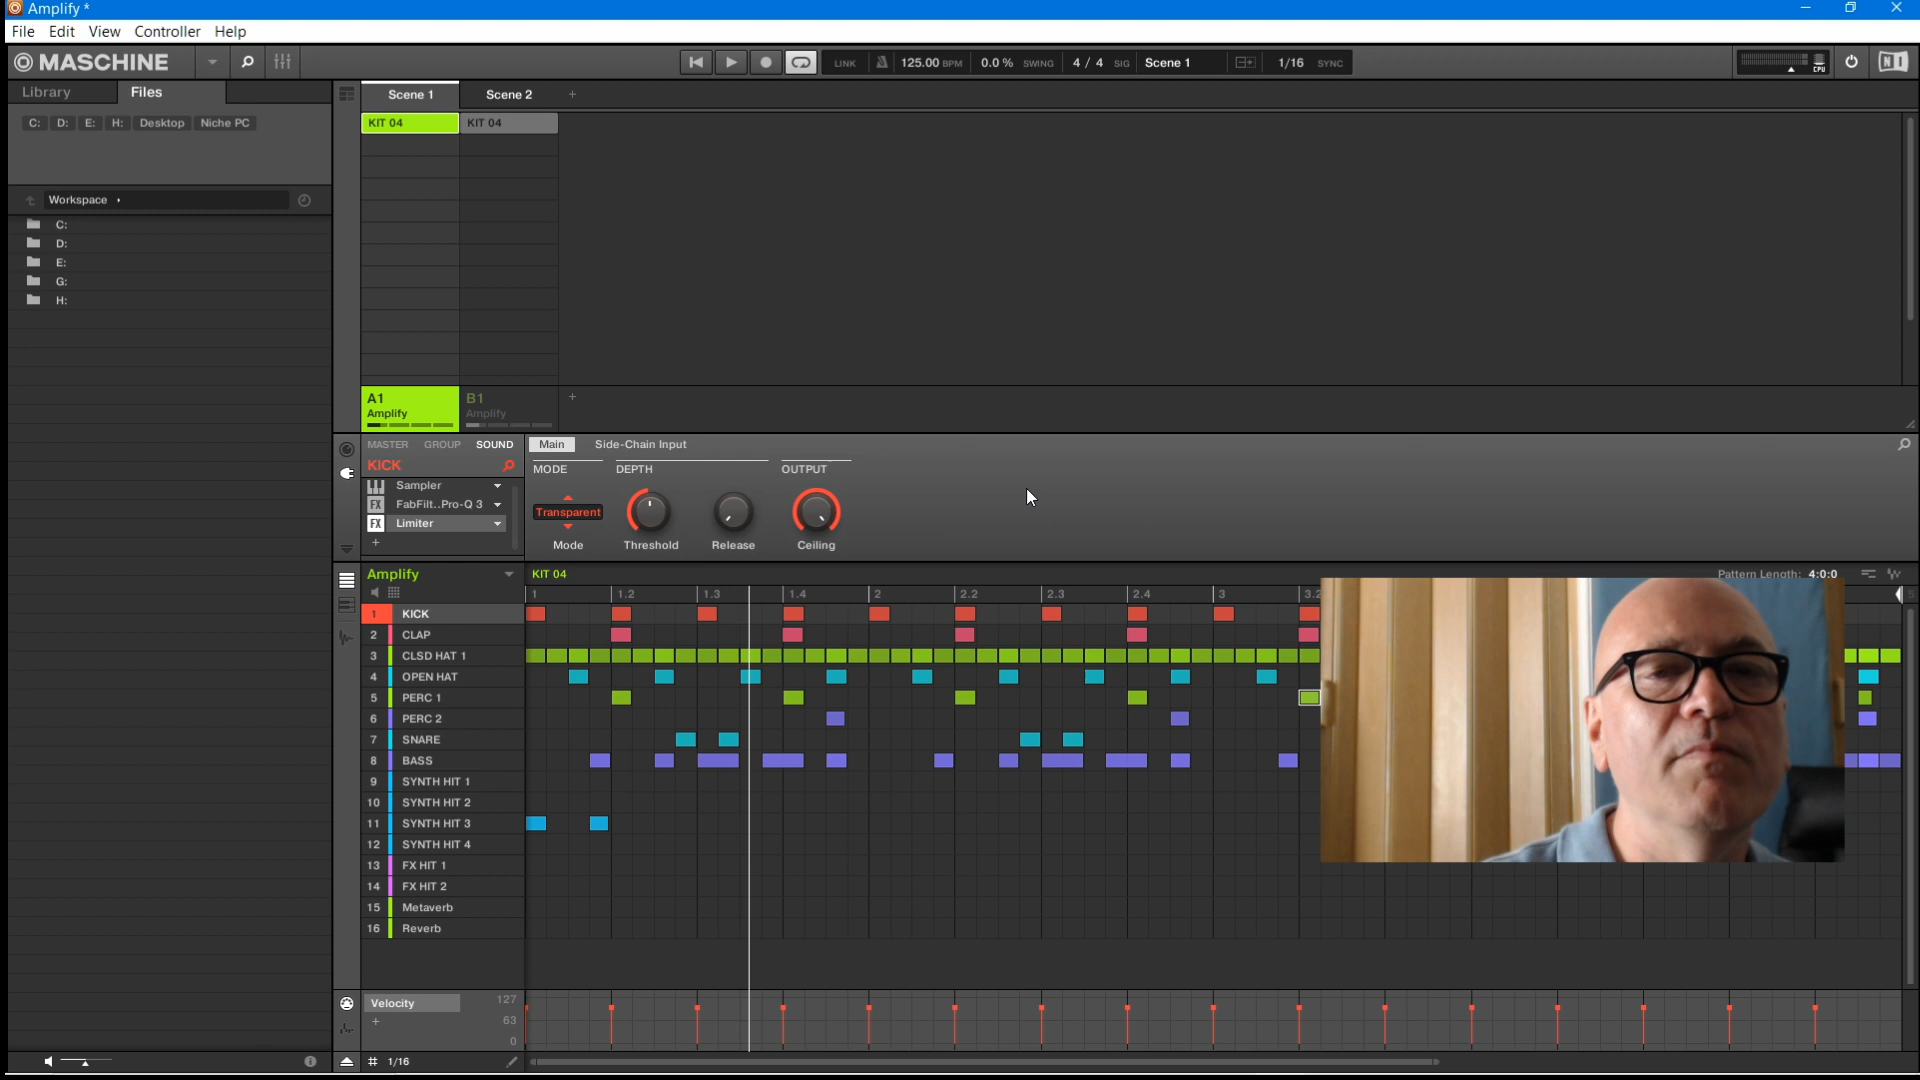 Amplify *
File Edit View Controller Help
MASCHINE
LINK 125.00 BPM 0.0 % SWING 4 / 4 SIG Scene 1 1/16 SYNC CPU
Library Files
Scene 1 Scene 2 +
C: D: E: H: Desktop Niche PC
KIT 04 KIT 04
Workspace
C:
D:
E:
G:
H:
A1 B1 +
Amplify Amplify
MASTER GROUP SOUND Main Side-Chain Input
KICK MODE DEPTH OUTPUT
Sampler
FX FabFilt..Pro-Q 3
FX Limiter
Transparent
+
Mode Threshold Release Ceiling
Amplify KIT 04 Pattern Length: 4:0:0
1 1.2 1.3 1.4 2 2.2 2.3 2.4 3 3.2 5
1 KICK
2 CLAP
3 CLSD HAT 1
4 OPEN HAT
5 PERC 1
6 PERC 2
7 SNARE
8 BASS
9 SYNTH HIT 1
10 SYNTH HIT 2
11 SYNTH HIT 3
12 SYNTH HIT 4
13 FX HIT 1
14 FX HIT 2
15 Metaverb
16 Reverb
Velocity 127
+ 63
0
# 1/16